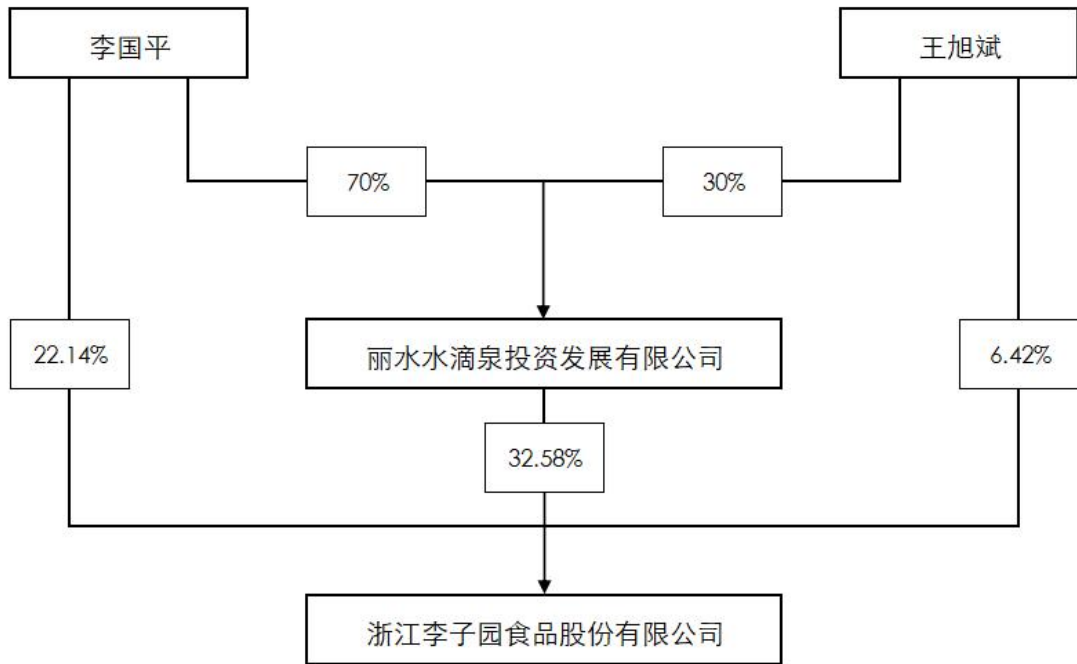 李国平
王旭斌
70%
30%
22.14%
丽水水滴泉投资发展有限公司
6.42%
32.58%
浙江李子园食品股份有限公司